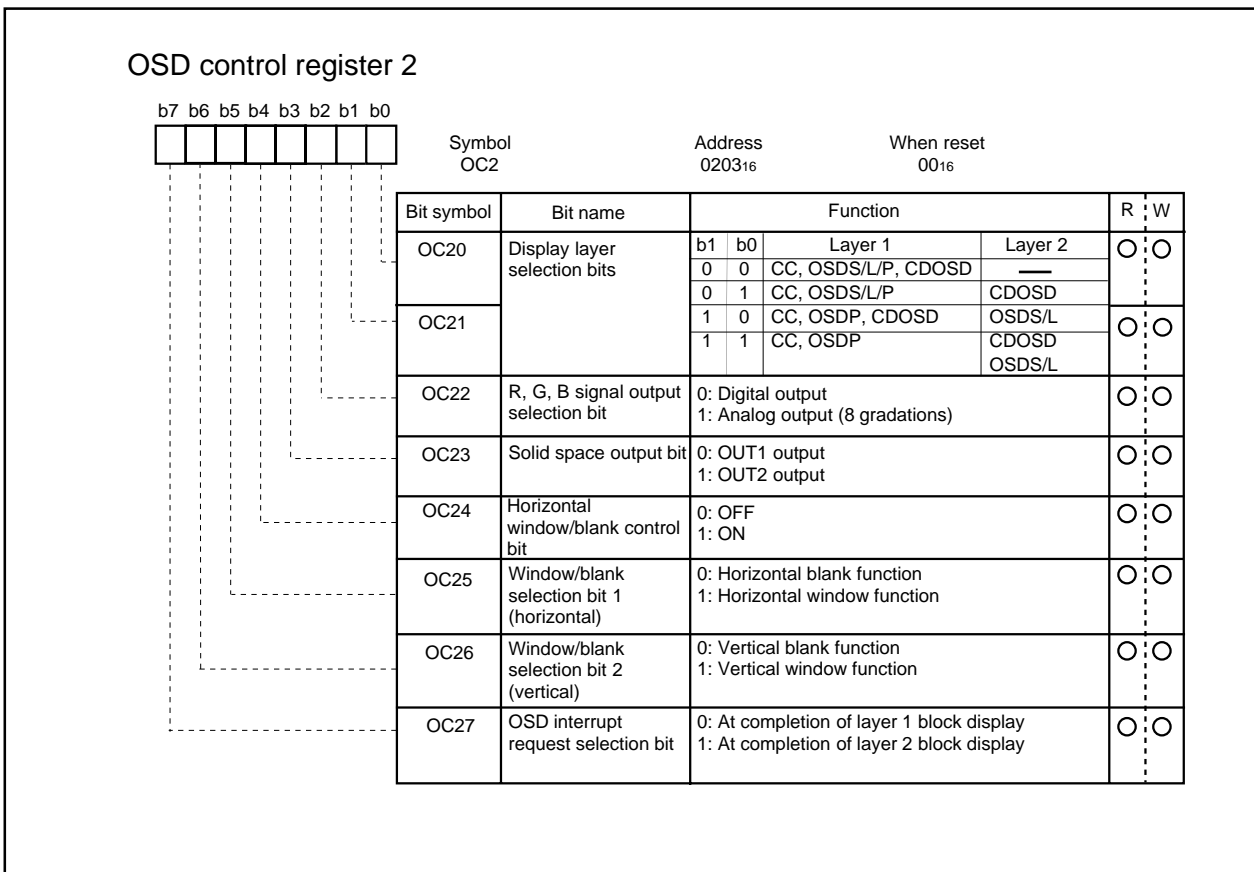 OSD control register 2
b7 b6 b5 b4 b3 b2 b1 b0
Symbol Address When reset
OC2 020316 0016
Bit symbol Bit name Function R W
OC20 Display layer selection bits
b1 b0 Layer 1 Layer 2
0 0 CC, OSDS/L/P, CDOSD —
0 1 CC, OSDS/L/P CDOSD
OC21
1 0 CC, OSDP, CDOSD OSDS/L
1 1 CC, OSDP CDOSD
OSDS/L
OC22 R, G, B signal output 0: Digital output
selection bit 1: Analog output (8 gradations)
OC23 Solid space output bit 0: OUT1 output
1: OUT2 output
OC24 Horizontal 0: OFF
window/blank control 1: ON
bit
OC25 Window/blank 0: Horizontal blank function
selection bit 1 1: Horizontal window function
(horizontal)
OC26 Window/blank 0: Vertical blank function
selection bit 2 1: Vertical window function
(vertical)
OC27 OSD interrupt 0: At completion of layer 1 block display
request selection bit 1: At completion of layer 2 block display